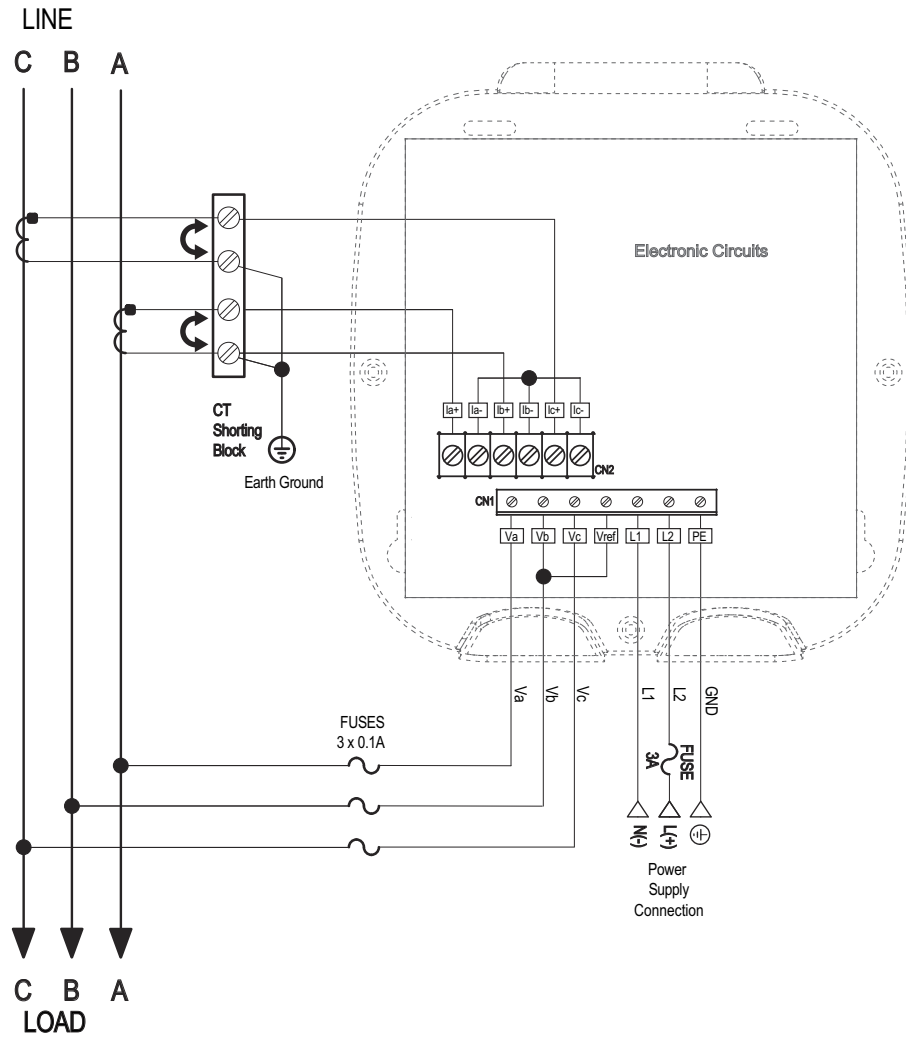 LINE
C B A
Electronic Circuits
CT
Shorting
Block
Earth Ground
Ia+ Ia- Ib+ Ib- Ic+ Ic-
CN2
CN1
Va Vb Vc Vref L1 L2 PE
Va Vb Vc L1 L2 GND
FUSES
3 x 0.1A
FUSE
3A
N(-) L(+)
Power
Supply
Connection
C B A
LOAD